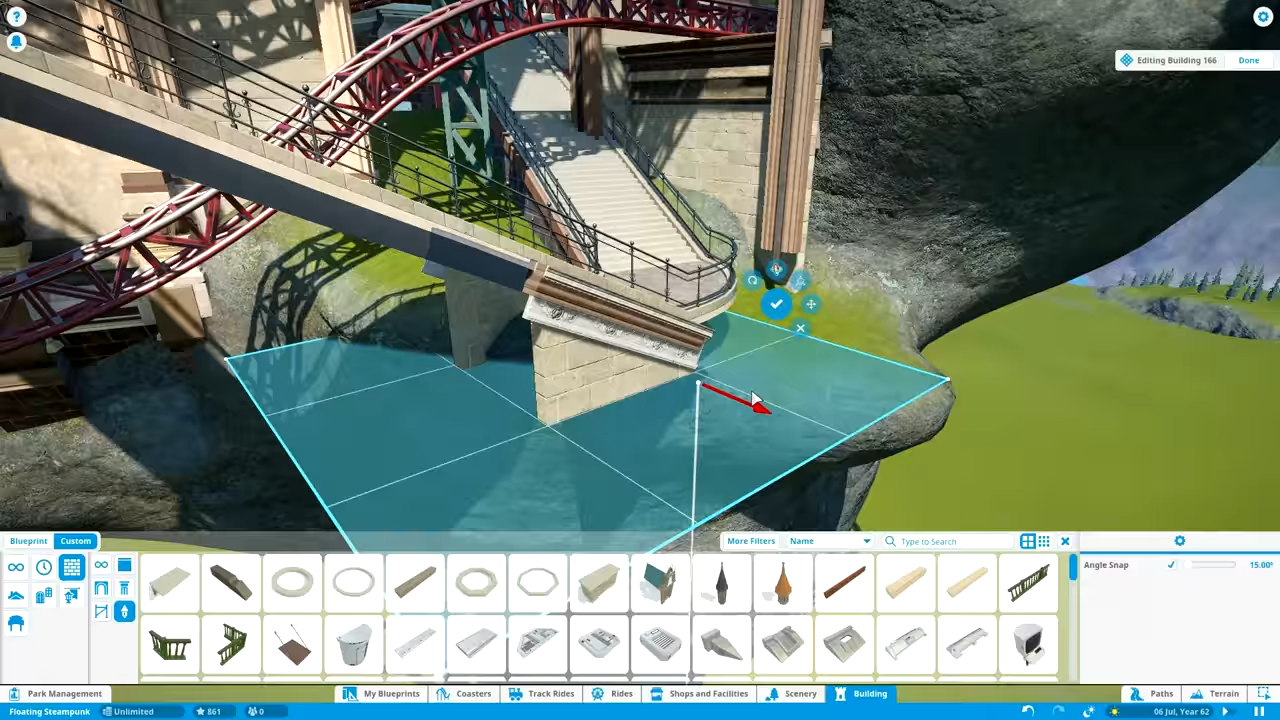 Editing Building 166 Done
Blueprint Custom More Filters Name Type to Search
Angle Snap 15.00°
Park Management My Blueprints Coasters Track Rides Rides Shops and Facilities Scenery Building Paths Terrain
Floating Steampunk Unlimited 861 0 06 Jul, Year 62